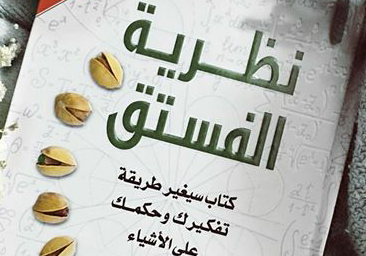 نظرية
الفستق
كتاب سيغير طريقة
تفكيرك وحكمك
على الأشياء